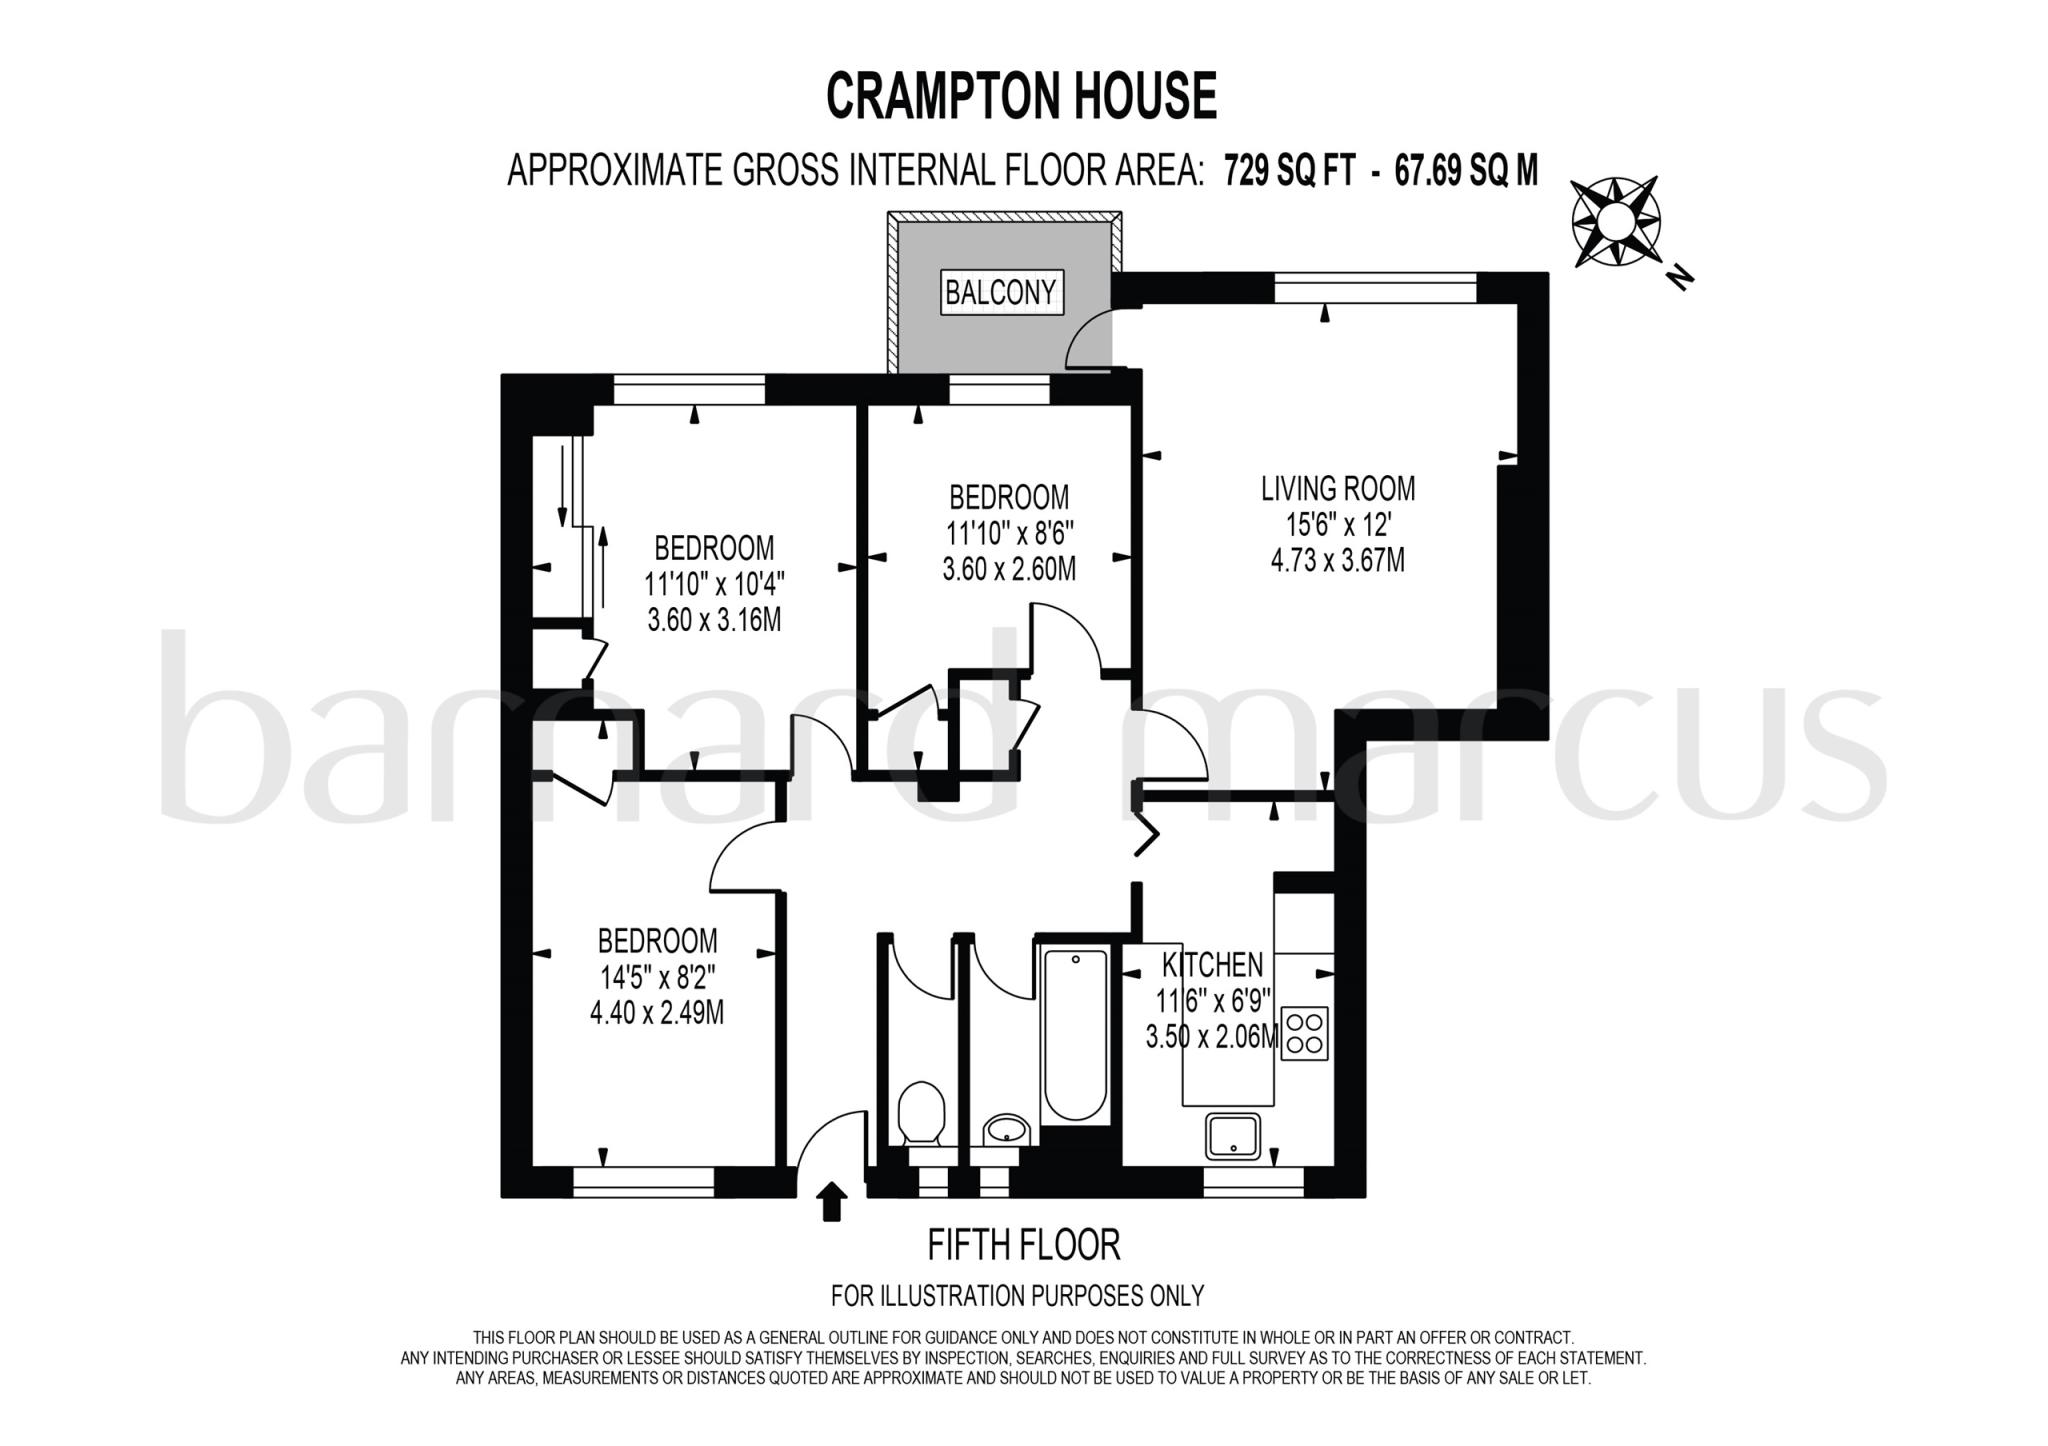 CRAMPTON HOUSE
APPROXIMATE GROSS INTERNAL FLOOR AREA: 729 SQ FT - 67.69 SQ M
N
BALCONY
BEDROOM
11'10" x 10'4"
3.60 x 3.16M
BEDROOM
11'10" x 8'6"
3.60 x 2.60M
LIVING ROOM
15'6" x 12'
4.73 x 3.67M
barnard marcus
BEDROOM
14'5" x 8'2"
4.40 x 2.49M
KITCHEN
11'6" x 6'9"
3.50 x 2.06M
FIFTH FLOOR
FOR ILLUSTRATION PURPOSES ONLY
THIS FLOOR PLAN SHOULD BE USED AS A GENERAL OUTLINE FOR GUIDANCE ONLY AND DOES NOT CONSTITUTE IN WHOLE OR IN PART AN OFFER OR CONTRACT.
ANY INTENDING PURCHASER OR LESSEE SHOULD SATISFY THEMSELVES BY INSPECTION, SEARCHES, ENQUIRIES AND FULL SURVEY AS TO THE CORRECTNESS OF EACH STATEMENT.
ANY AREAS, MEASUREMENTS OR DISTANCES QUOTED ARE APPROXIMATE AND SHOULD NOT BE USED TO VALUE A PROPERTY OR BE THE BASIS OF ANY SALE OR LET.